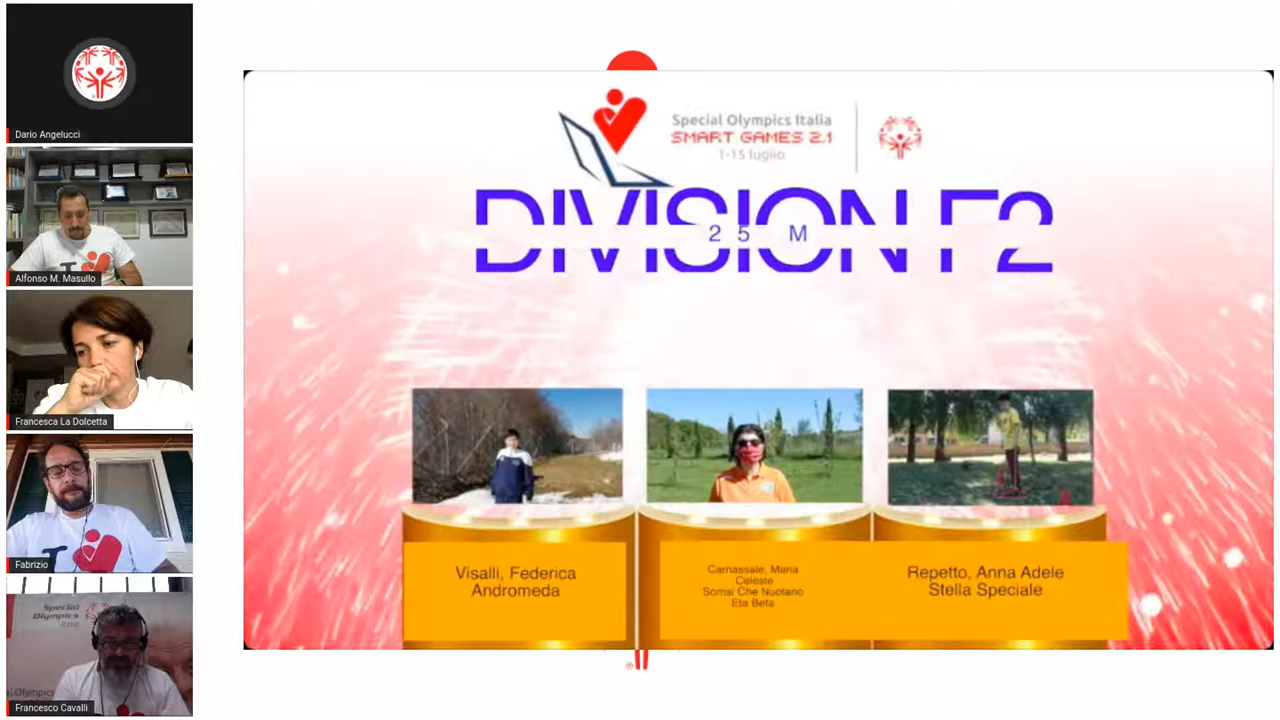 Dario Angelucci
Alfonso M. Masullo
Francesca La Dolcetta
Fabrizio
Special
Olympics
Italia
Francesco Cavalli
Special Olympics Italia
SMART GAMES 2.1
1-15 luglio
DIVISION F2
25 M
Visalli, Federica
Andromeda
Carnassale, Maria
Celeste
Sorrisi Che Nuotano
Eta Beta
Repetto, Anna Adele
Stella Speciale